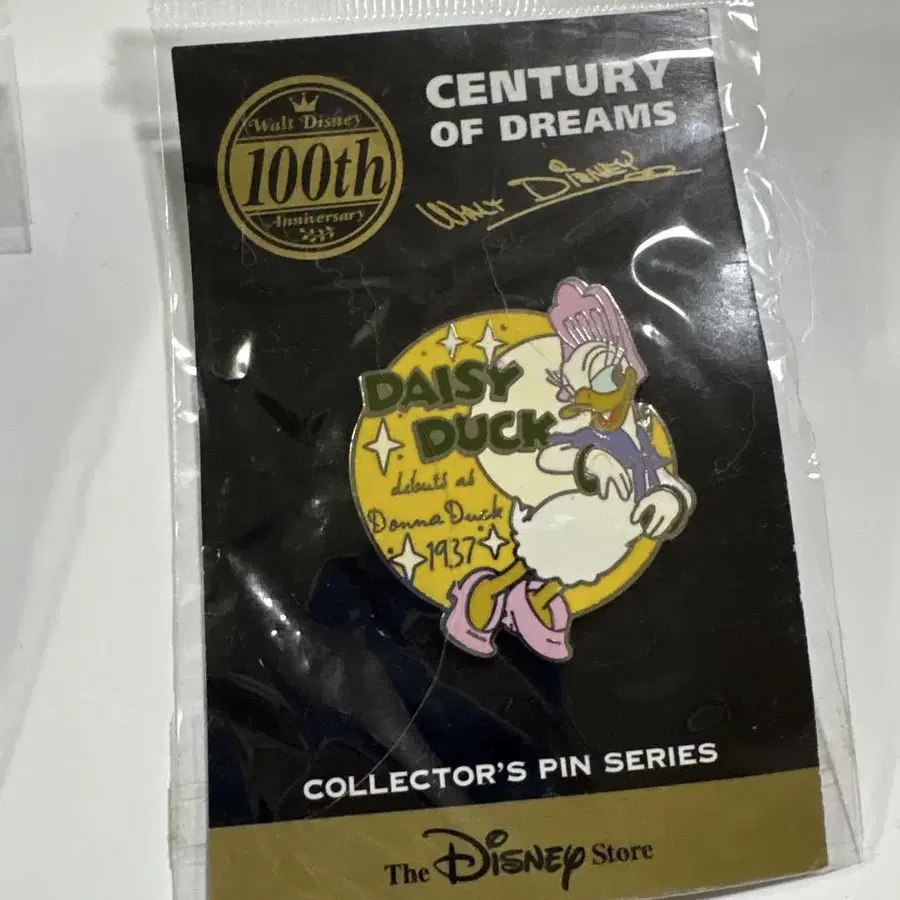 Walt Disney
100th
Anniversary
CENTURY
OF DREAMS
WALT DISNEY
DAISY
DUCK
debuts as
Donna Duck
1937
COLLECTOR'S PIN SERIES
The DISNEY Store